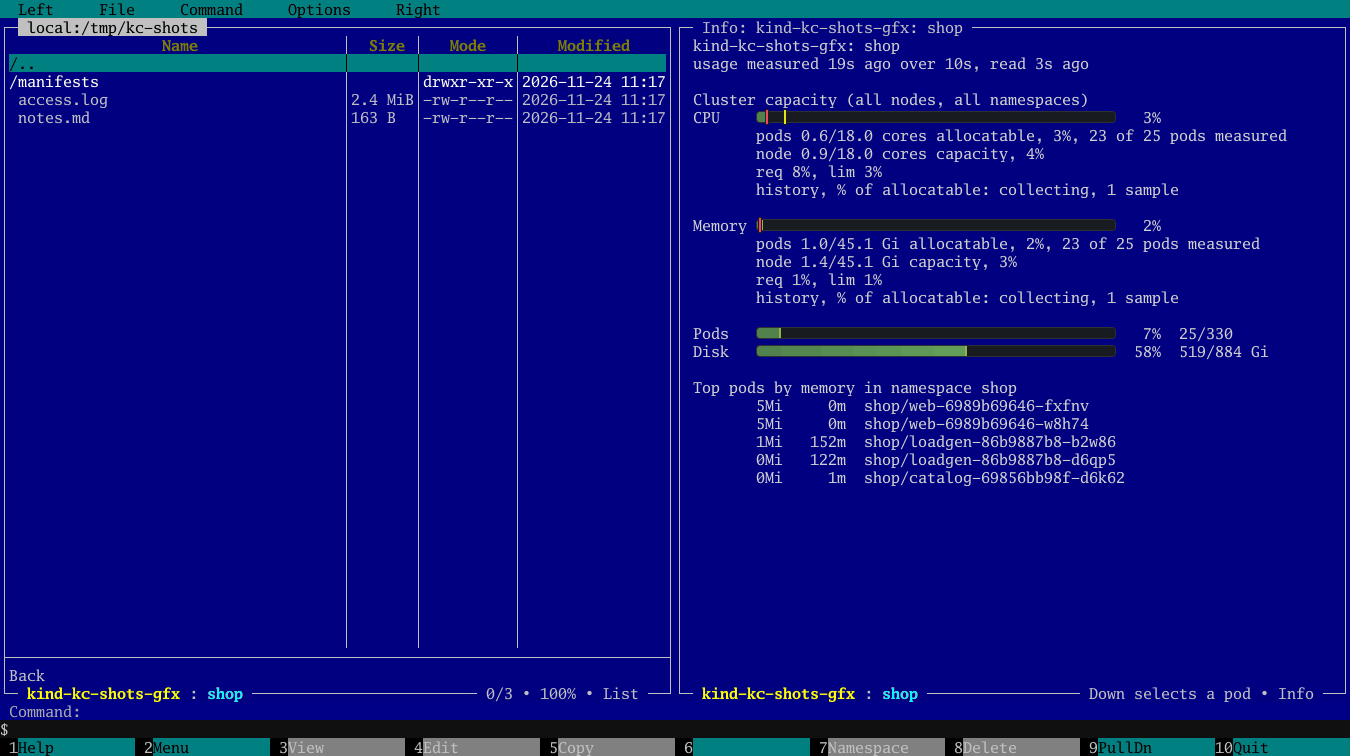 Left File Command Options Right
local:/tmp/kc-shots
Name Size Mode Modified
/..
/manifests drwxr-xr-x 2026-11-24 11:17
access.log 2.4 MiB -rw-r--r-- 2026-11-24 11:17
notes.md 163 B -rw-r--r-- 2026-11-24 11:17
Back
kind-kc-shots-gfx : shop 0/3 • 100% • List
Info: kind-kc-shots-gfx: shop
kind-kc-shots-gfx: shop
usage measured 19s ago over 10s, read 3s ago
Cluster capacity (all nodes, all namespaces)
CPU 3%
pods 0.6/18.0 cores allocatable, 3%, 23 of 25 pods measured
node 0.9/18.0 cores capacity, 4%
req 8%, lim 3%
history, % of allocatable: collecting, 1 sample
Memory 2%
pods 1.0/45.1 Gi allocatable, 2%, 23 of 25 pods measured
node 1.4/45.1 Gi capacity, 3%
req 1%, lim 1%
history, % of allocatable: collecting, 1 sample
Pods 7% 25/330
Disk 58% 519/884 Gi
Top pods by memory in namespace shop
5Mi 0m shop/web-6989b69646-fxfnv
5Mi 0m shop/web-6989b69646-w8h74
1Mi 152m shop/loadgen-86b9887b8-b2w86
0Mi 122m shop/loadgen-86b9887b8-d6qp5
0Mi 1m shop/catalog-69856bb98f-d6k62
kind-kc-shots-gfx : shop Down selects a pod • Info
Command:
$
1Help 2Menu 3View 4Edit 5Copy 6 7Namespace 8Delete 9PullDn 10Quit